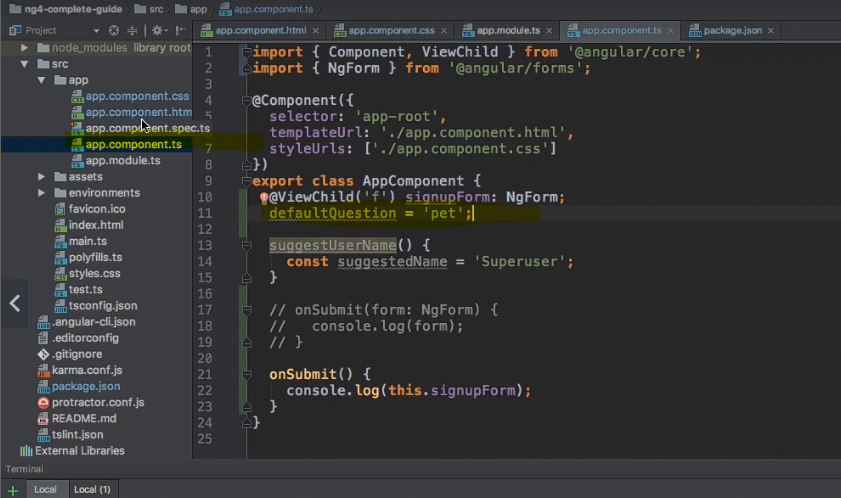 ng4-complete-guide src app app.component.ts
Project
app.component.html × app.component.css × app.module.ts × app.component.ts × package.json ×
node_modules library root
src
app
app.component.css
app.component.htm
app.component.spec.ts
app.component.ts
app.module.ts
assets
environments
favicon.ico
index.html
main.ts
polyfills.ts
styles.css
test.ts
tsconfig.json
.angular-cli.json
.editorconfig
.gitignore
karma.conf.js
package.json
protractor.conf.js
README.md
tslint.json
External Libraries
1 import { Component, ViewChild } from '@angular/core';
2 import { NgForm } from '@angular/forms';
3
4 @Component({
5 selector: 'app-root',
6 templateUrl: './app.component.html',
7 styleUrls: ['./app.component.css']
8 })
9 export class AppComponent {
10 @ViewChild('f') signupForm: NgForm;
11 defaultQuestion = 'pet';
12
13 suggestUserName() {
14 const suggestedName = 'Superuser';
15 }
16
17 // onSubmit(form: NgForm) {
18 // console.log(form);
19 // }
20
21 onSubmit() {
22 console.log(this.signupForm);
23 }
24 }
25
Terminal
+ Local Local (1)